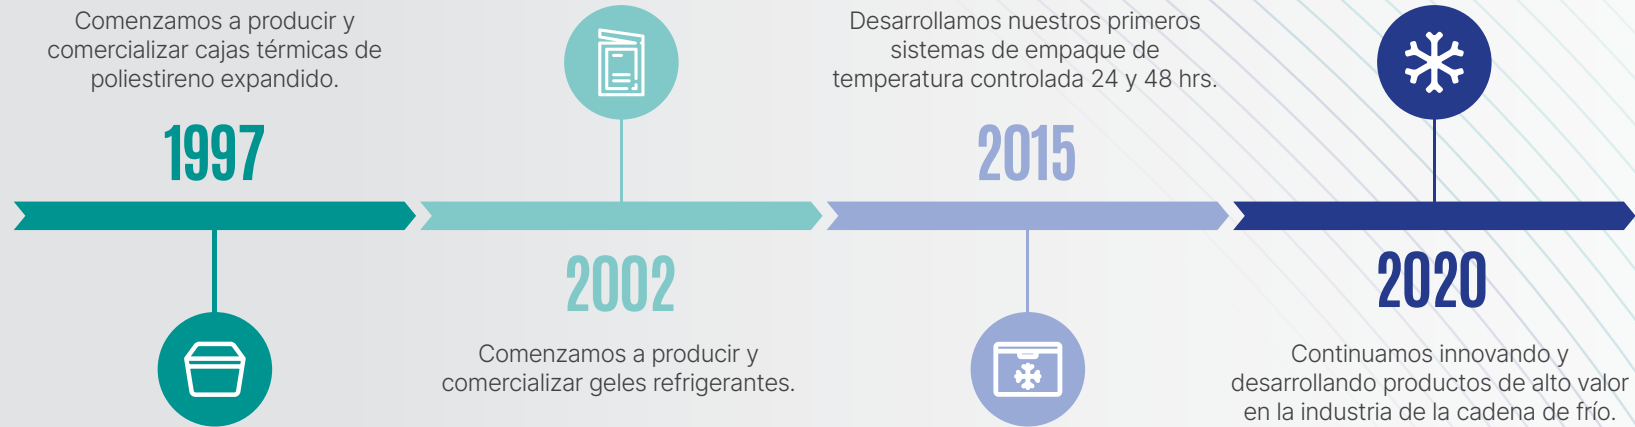 Comenzamos a producir y
comercializar cajas térmicas de
poliestireno expandido.
1997
2002
Comenzamos a producir y
comercializar geles refrigerantes.
Desarrollamos nuestros primeros
sistemas de empaque de
temperatura controlada 24 y 48 hrs.
2015
2020
Continuamos innovando y
desarrollando productos de alto valor
en la industria de la cadena de frío.